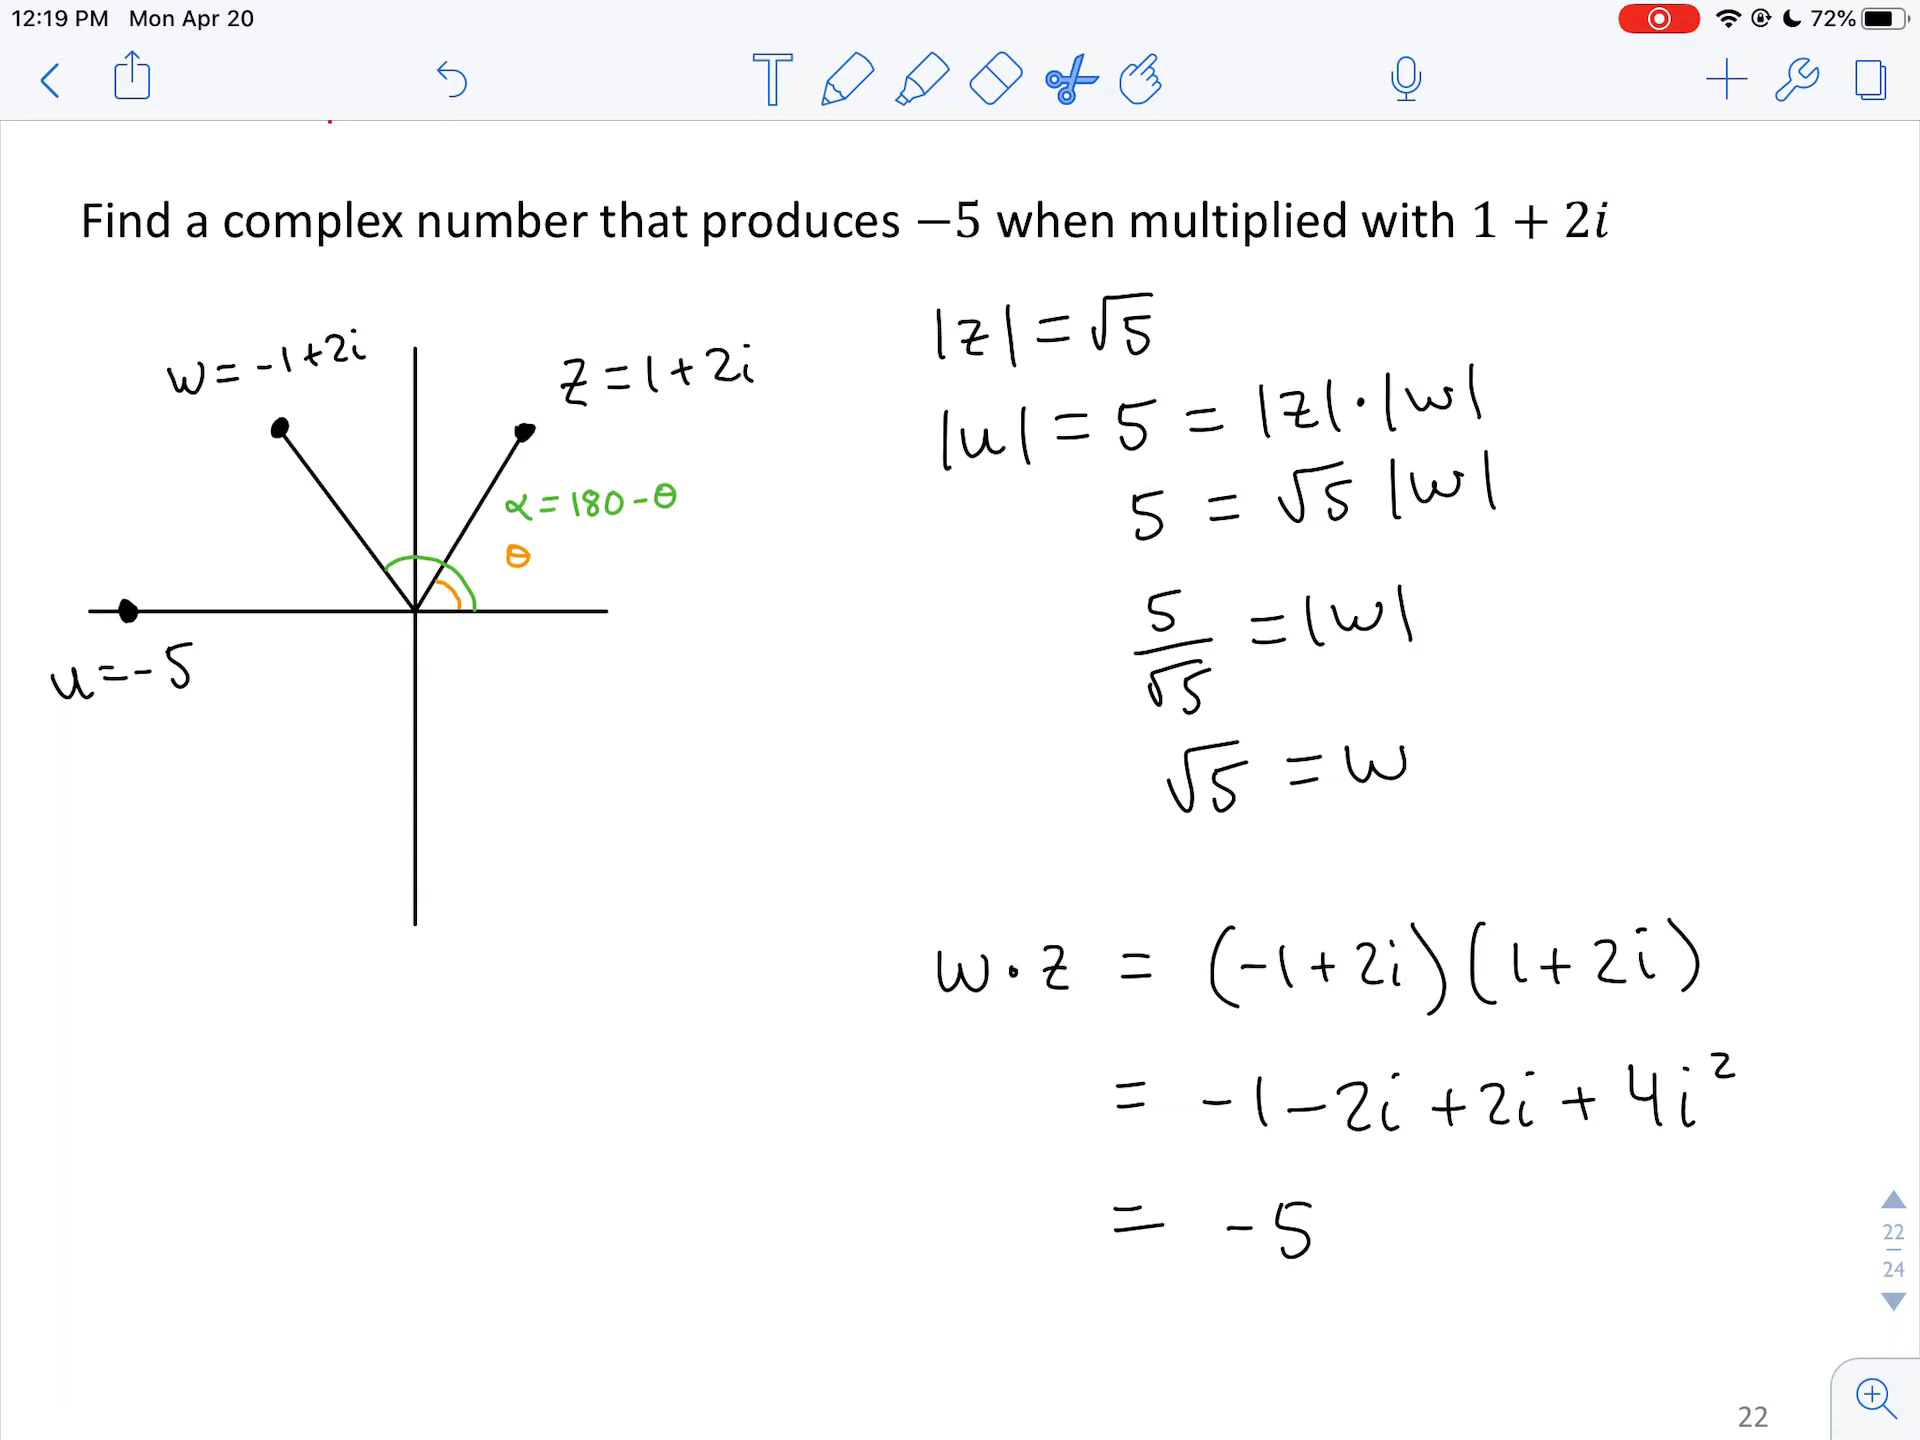 12:19 PM Mon Apr 20
72%
T
Find a complex number that produces −5 when multiplied with 1 + 2i
w = -1 + 2i
z = 1 + 2i
α = 180 - θ
θ
u = - 5
|z| = √5
|u| = 5 = |z| · |w|
5 = √5 |w|
5/√5 = |w|
√5 = w
w · z = (-1 + 2i)(1 + 2i)
= -1 - 2i + 2i + 4i²
= - 5
22
24
22